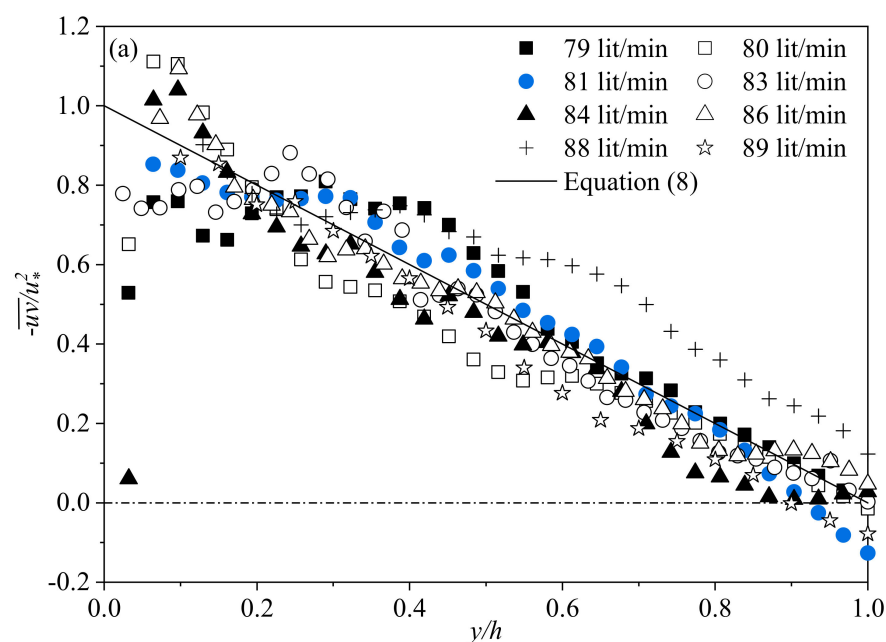 (a)
79 lit/min 80 lit/min
81 lit/min 83 lit/min
84 lit/min 86 lit/min
88 lit/min 89 lit/min
Equation (8)
1.2
1.0
0.8
0.6
0.4
0.2
0.0
-0.2
-uv/u*²
0.0 0.2 0.4 0.6 0.8 1.0
y/h